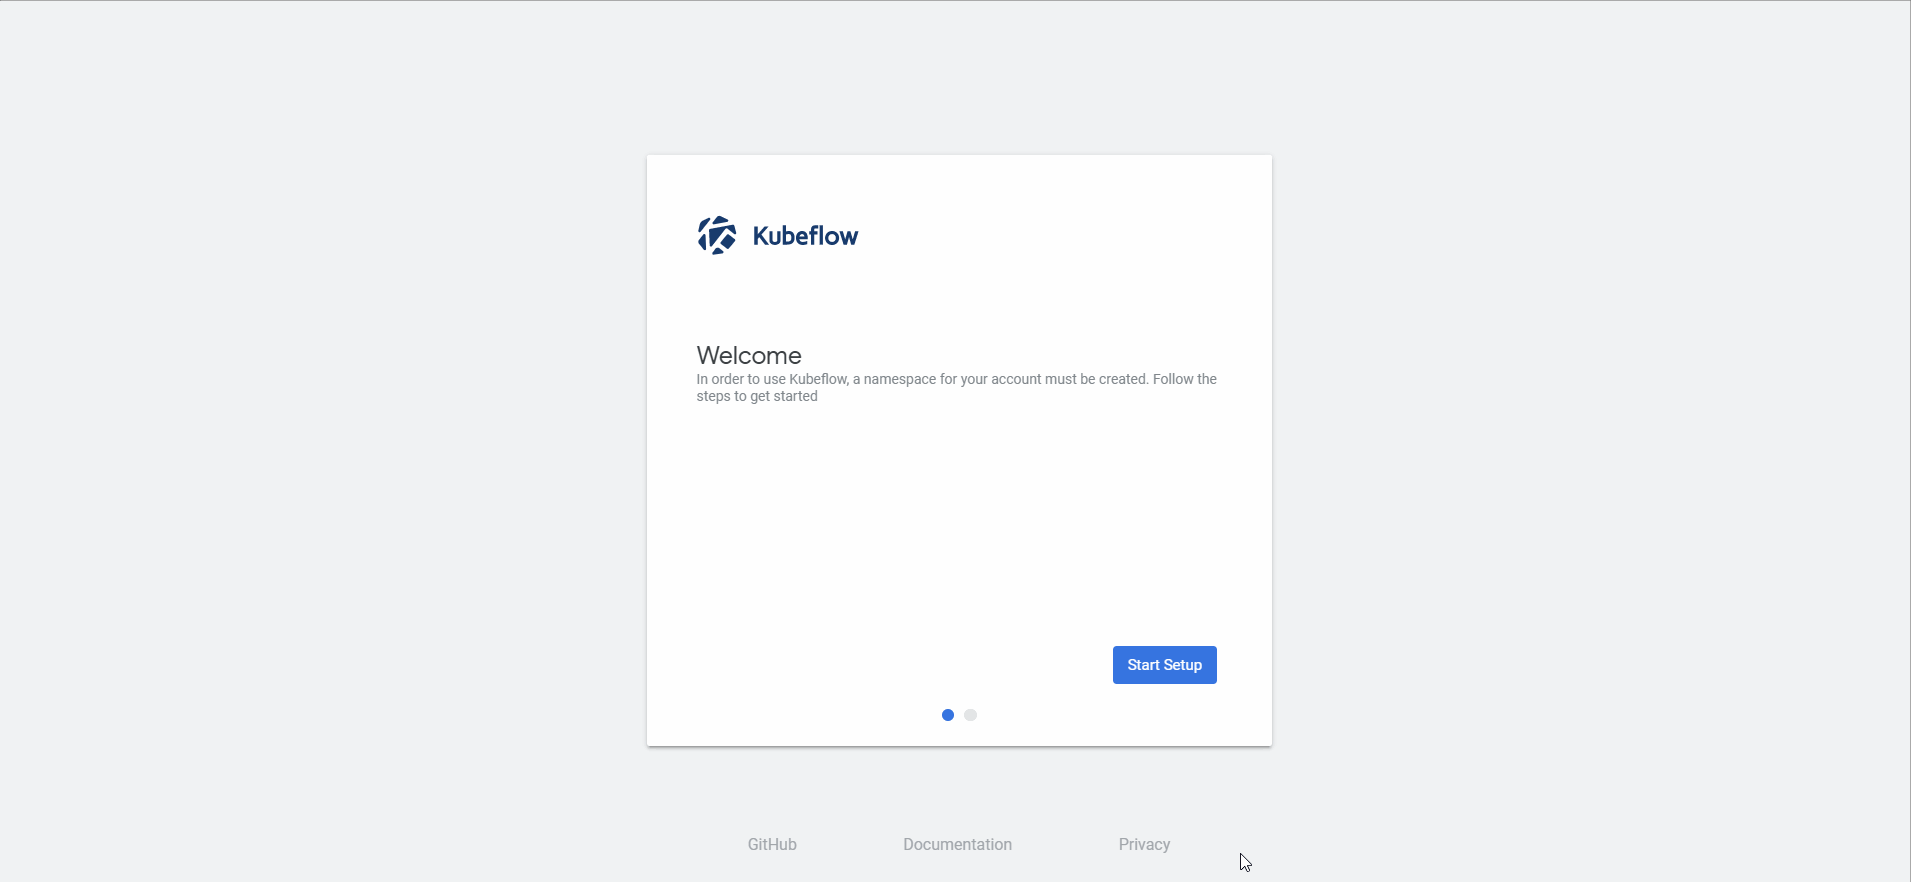 Kubeflow
Welcome
In order to use Kubeflow, a namespace for your account must be created. Follow the
steps to get started
Start Setup
GitHub
Documentation
Privacy